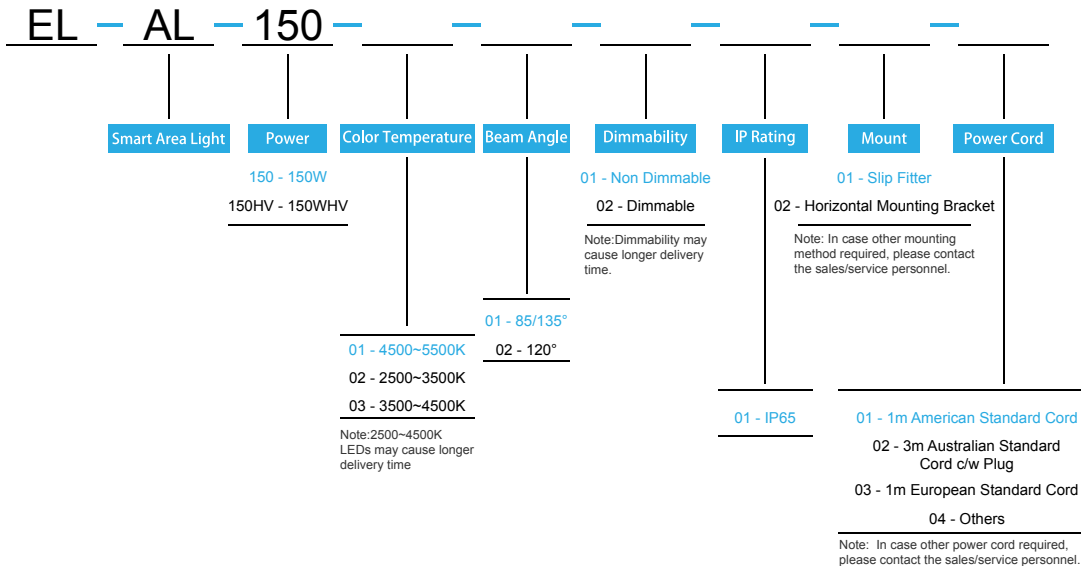 EL AL 150
Smart Area Light
Power
Color Temperature
Beam Angle
Dimmability
IP Rating
Mount
Power Cord
150 - 150W
150HV - 150WHV
01 - 4500~5500K
02 - 2500~3500K
03 - 3500~4500K
Note:2500~4500K
LEDs may cause longer
delivery time
01 - 85/135°
02 - 120°
01 - Non Dimmable
02 - Dimmable
Note:Dimmability may
cause longer delivery
time.
01 - IP65
01 - Slip Fitter
02 - Horizontal Mounting Bracket
Note: In case other mounting
method required, please contact
the sales/service personnel.
01 - 1m American Standard Cord
02 - 3m Australian Standard
Cord c/w Plug
03 - 1m European Standard Cord
04 - Others
Note: In case other power cord required,
please contact the sales/service personnel.